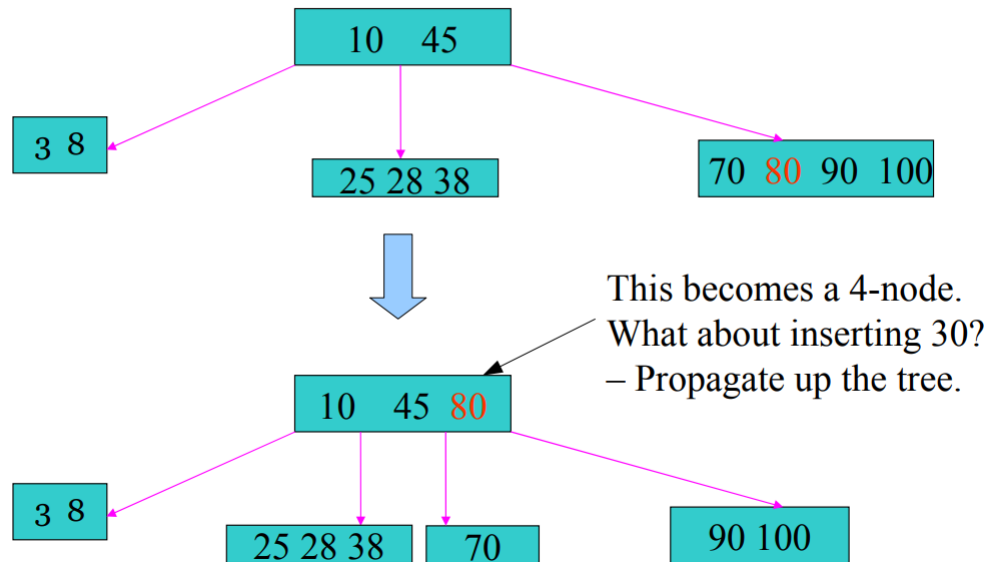 10 45
3 8
25 28 38
70 80 90 100
This becomes a 4-node.
What about inserting 30?
– Propagate up the tree.
10 45 80
3 8
25 28 38
70
90 100